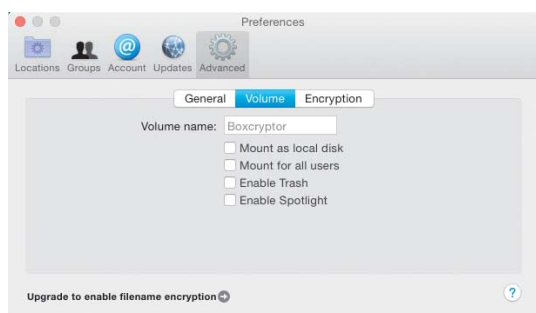 Preferences
Locations Groups Account Updates Advanced
General Volume Encryption
Volume name: Boxcryptor
Mount as local disk
Mount for all users
Enable Trash
Enable Spotlight
Upgrade to enable filename encryption
?